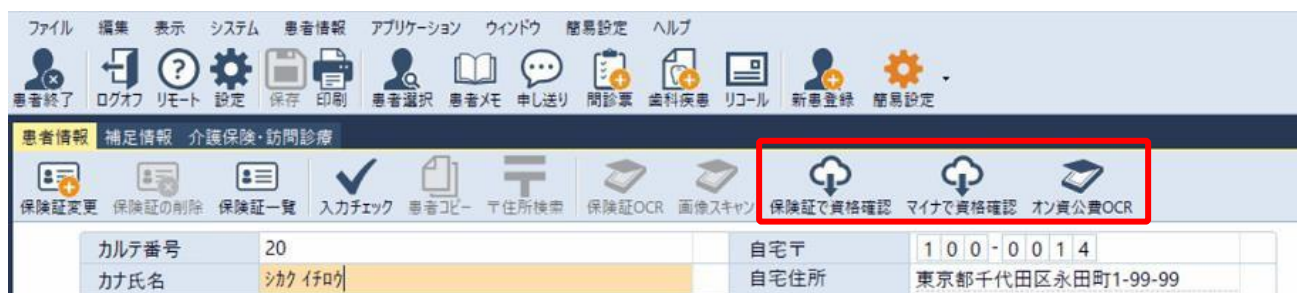 ファイル 編集 表示 システム 患者情報 アプリケーション ウィンドウ 簡易設定 ヘルプ
患者終了 ログオフ リモート 設定 保存 印刷 患者選択 患者メモ 申し送り 問診票 歯科疾患 リコール 新患登録 簡易設定
患者情報 補足情報 介護保険・訪問診療
保険証変更 保険証の削除 保険証一覧 入力チェック 患者コピー 〒住所検索 保険証OCR 画像スキャン 保険証で資格確認 マイナで資格確認 オン資公費OCR
カルテ番号 20 自宅〒 100-0014
カナ氏名 シカク イチロウ 自宅住所 東京都千代田区永田町1-99-99